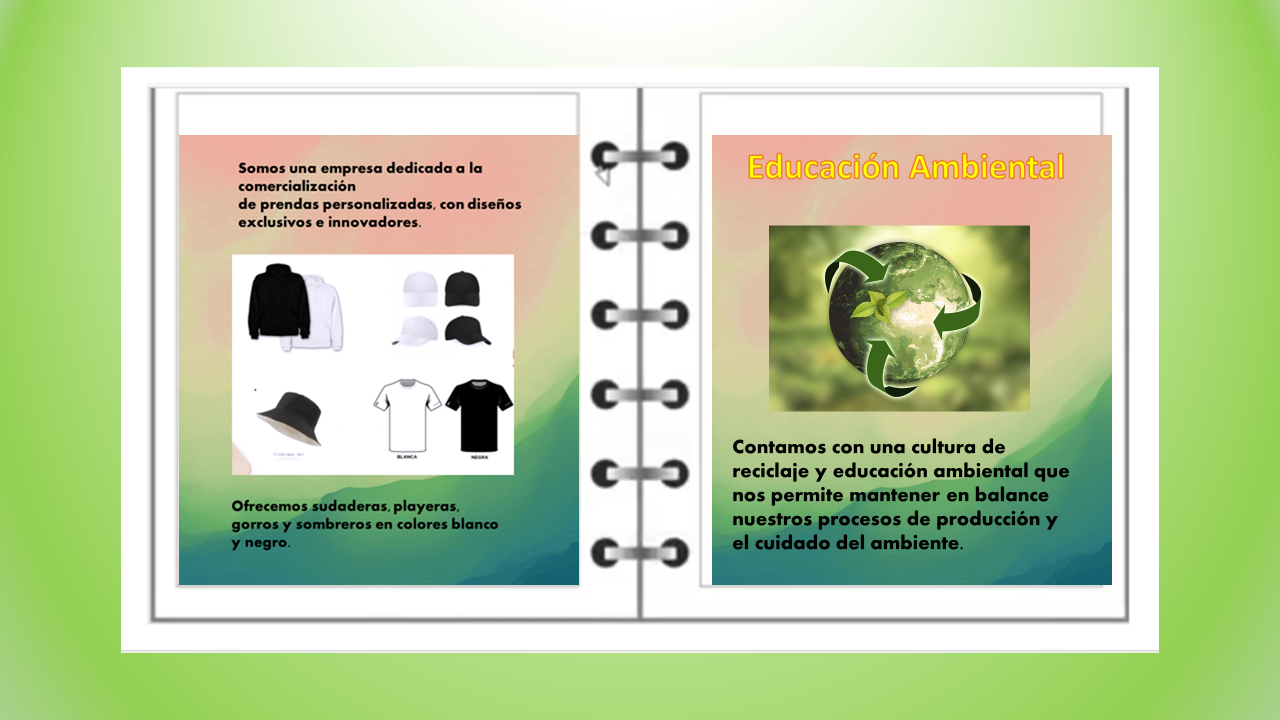 Somos una empresa dedicada a la
comercialización
de prendas personalizadas, con diseños
exclusivos e innovadores.
BLANCA
NEGRA
Ofrecemos sudaderas, playeras,
gorros y sombreros en colores blanco
y negro.
Educación Ambiental
Contamos con una cultura de
reciclaje y educación ambiental que
nos permite mantener en balance
nuestros procesos de producción y
el cuidado del ambiente.